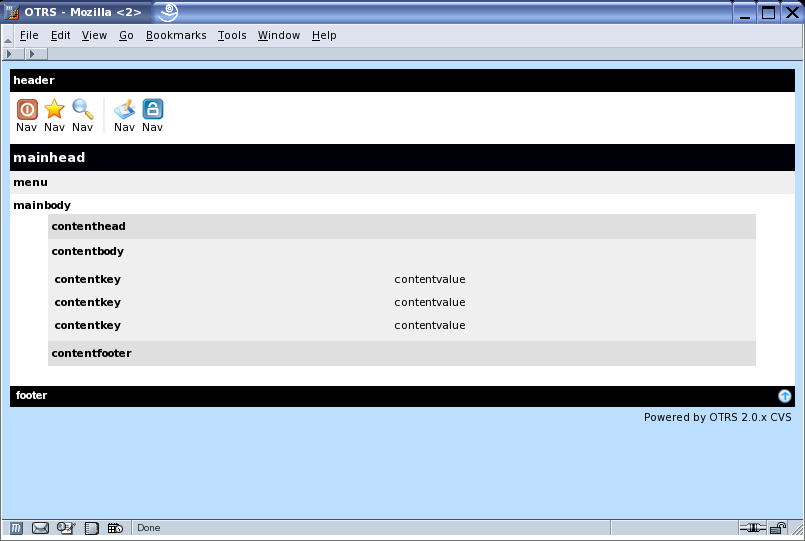 OTRS - Mozilla <2>
File Edit View Go Bookmarks Tools Window Help
header
Nav Nav Nav Nav Nav
mainhead
menu
mainbody
contenthead
contentbody
contentkey contentvalue
contentkey contentvalue
contentkey contentvalue
contentfooter
footer
Powered by OTRS 2.0.x CVS
Done